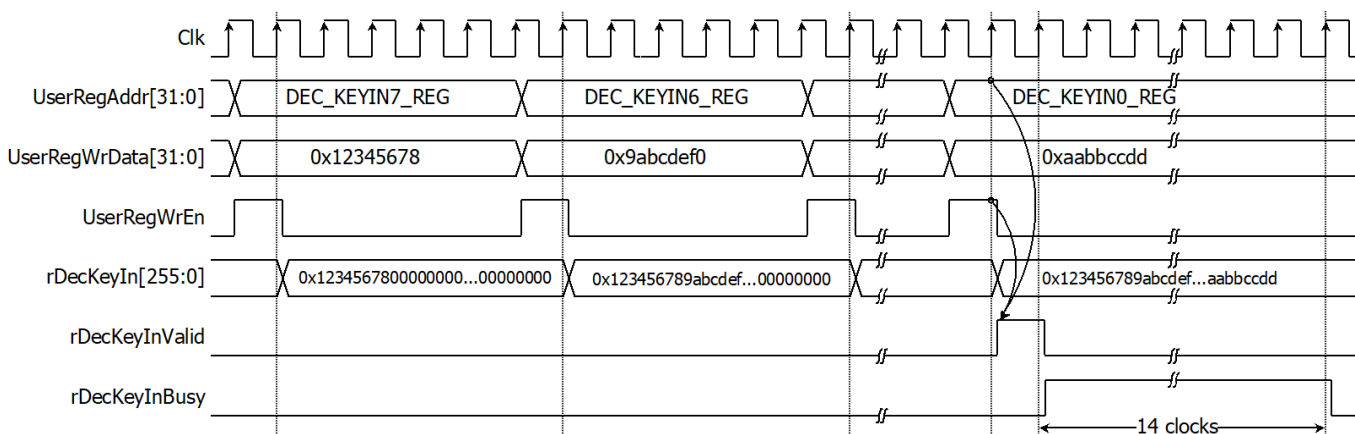 Clk
UserRegAddr[31:0] DEC_KEYIN7_REG DEC_KEYIN6_REG DEC_KEYIN0_REG
UserRegWrData[31:0] 0x12345678 0x9abcdef0 0xaabbccdd
UserRegWrEn
rDecKeyIn[255:0] 0x1234567800000000...00000000 0x123456789abcdef...00000000 0x123456789abcdef...aabbccdd
rDecKeyInValid
rDecKeyInBusy
14 clocks